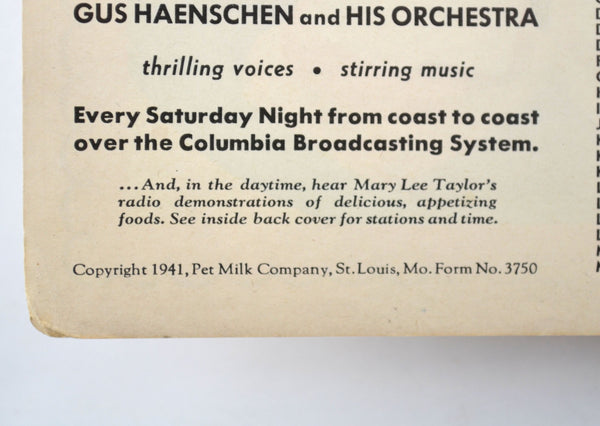 GUS HAENSCHEN and HIS ORCHESTRA
thrilling voices • stirring music
Every Saturday Night from coast to coast
over the Columbia Broadcasting System.
...And, in the daytime, hear Mary Lee Taylor's
radio demonstrations of delicious, appetizing
foods. See inside back cover for stations and time.
Copyright 1941, Pet Milk Company, St. Louis, Mo. Form No. 3750